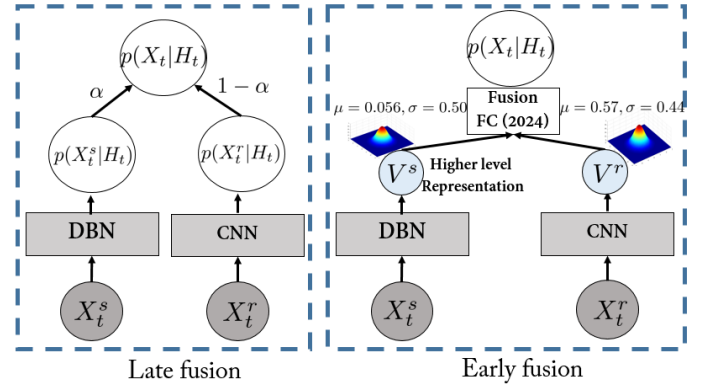 p(X_t|H_t)
α
1 − α
p(X_t^s|H_t)
p(X_t^r|H_t)
DBN
CNN
X_t^s
X_t^r
Late fusion
p(X_t|H_t)
μ = 0.056, σ = 0.50
Fusion
FC (2024)
μ = 0.57, σ = 0.44
V^s
Higher level
Representation
V^r
DBN
CNN
X_t^s
X_t^r
Early fusion